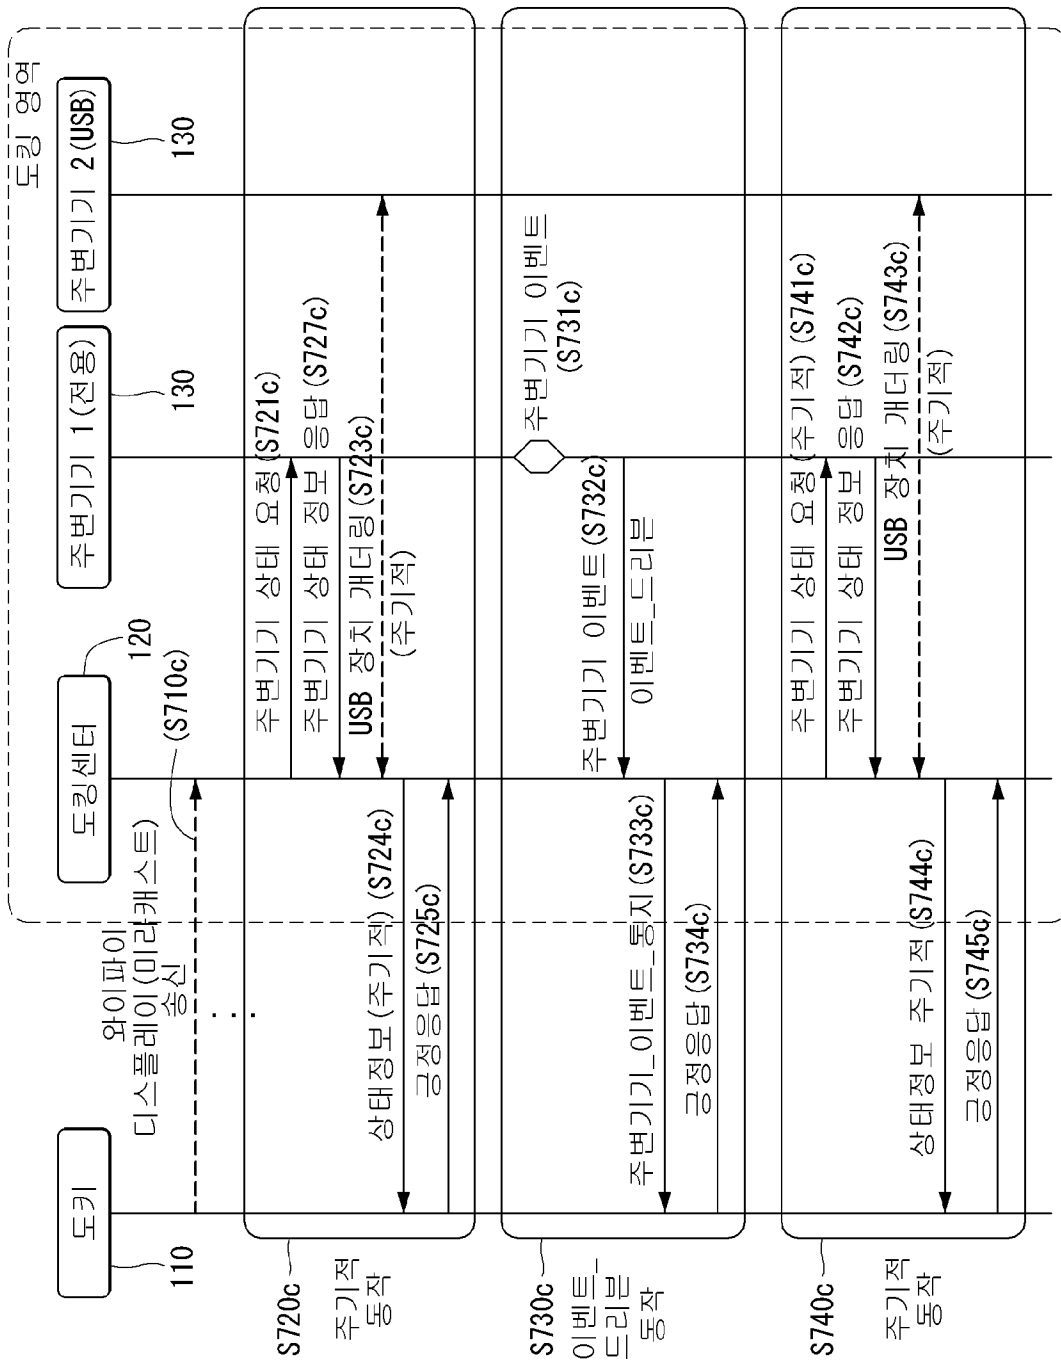 도킹 영역
도키
110
도킹센터
120
주변기기 1(전용)
130
주변기기 2(USB)
130
와이파이
디스플레이(미라캐스트)
송신
(S710c)
...
S720c
주기적
동작
주변기기 상태 요청(S721c)
주변기기 상태 정보 응답(S727c)
USB 장치 개더링(S723c)
(주기적)
상태정보(주기적)(S724c)
긍정응답(S725c)
S730c
이벤트_
드리븐
동작
주변기기 이벤트
(S731c)
주변기기 이벤트(S732c)
이벤트_드리븐
주변기기_이벤트_통지(S733c)
긍정응답(S734c)
S740c
주기적
동작
주변기기 상태 요청(주기적)(S741c)
주변기기 상태 정보 응답(S742c)
USB 장치 개더링(S743c)
(주기적)
상태정보 주기적(S744c)
긍정응답(S745c)